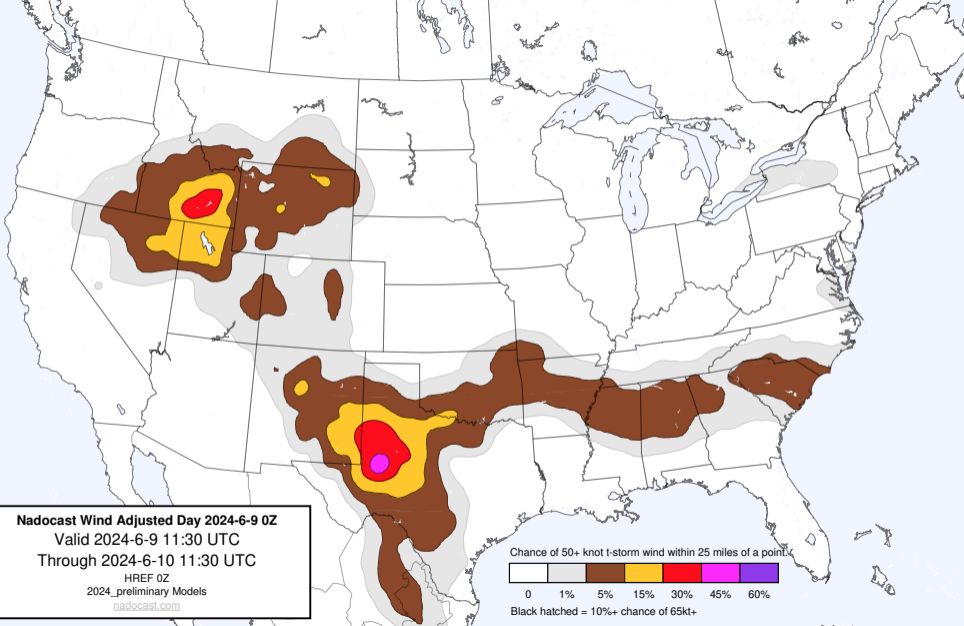 Nadocast Wind Adjusted Day 2024-6-9 0Z
Valid 2024-6-9 11:30 UTC
Through 2024-6-10 11:30 UTC
HREF 0Z
2024_preliminary Models
nadocast.com
Chance of 50+ knot t-storm wind within 25 miles of a point.
0 1% 5% 15% 30% 45% 60%
Black hatched = 10%+ chance of 65kt+